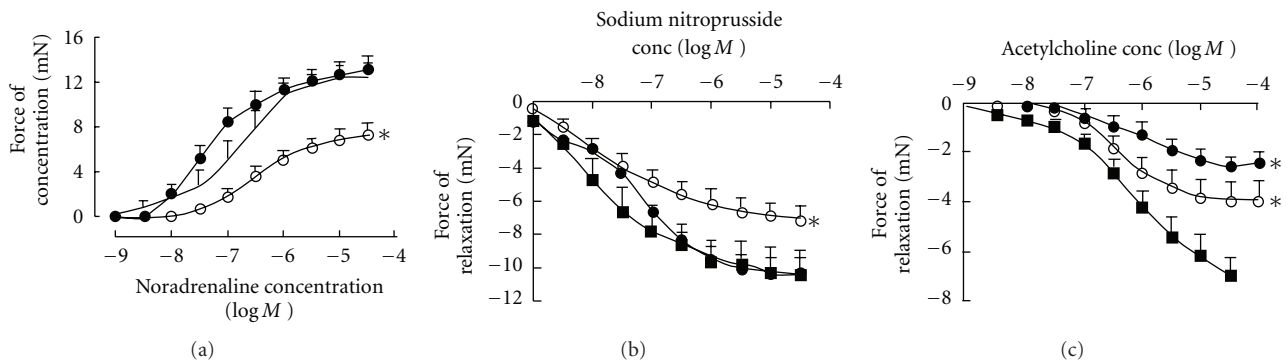 16
12
8
4
0
Force of
concentration (mN)
−9 −8 −7 −6 −5 −4
Noradrenaline concentration
(log M )
*
(a)
Sodium nitroprusside
conc (log M )
−8 −7 −6 −5 −4
0
−2
−4
−6
−8
−10
−12
Force of
relaxation (mN)
*
(b)
Acetylcholine conc (log M )
−9 −8 −7 −6 −5 −4
0
−2
−4
−6
−8
Force of
relaxation (mN)
*
*
(c)